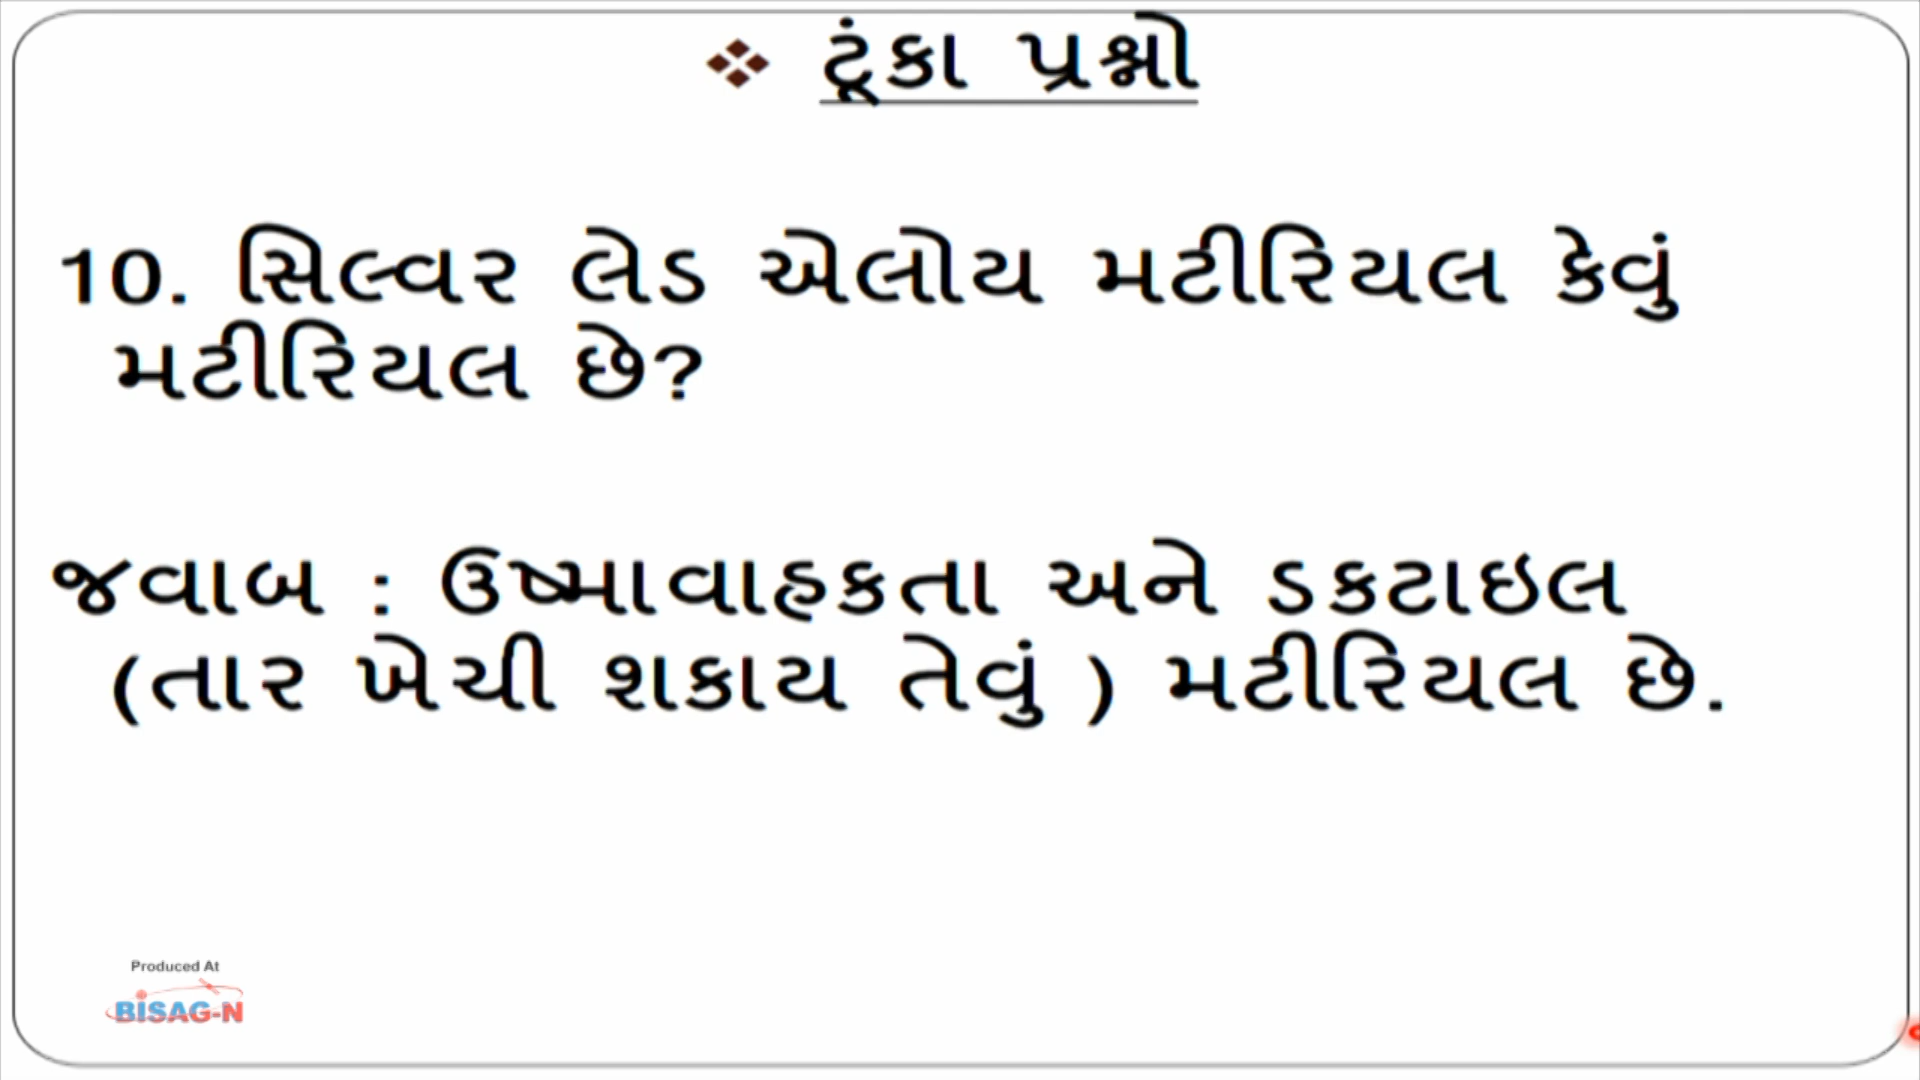 ❖ ટૂંકા પ્રશ્નો
10. સિલ્વર લેડ એલોય મટીરિયલ કેવું
મટીરિયલ છે?
જવાબ : ઉષ્માવાહકતા અને ડકટાઇલ
(તાર ખેચી શકાય તેવું ) મટીરિયલ છે.
Produced At
BISAG-N